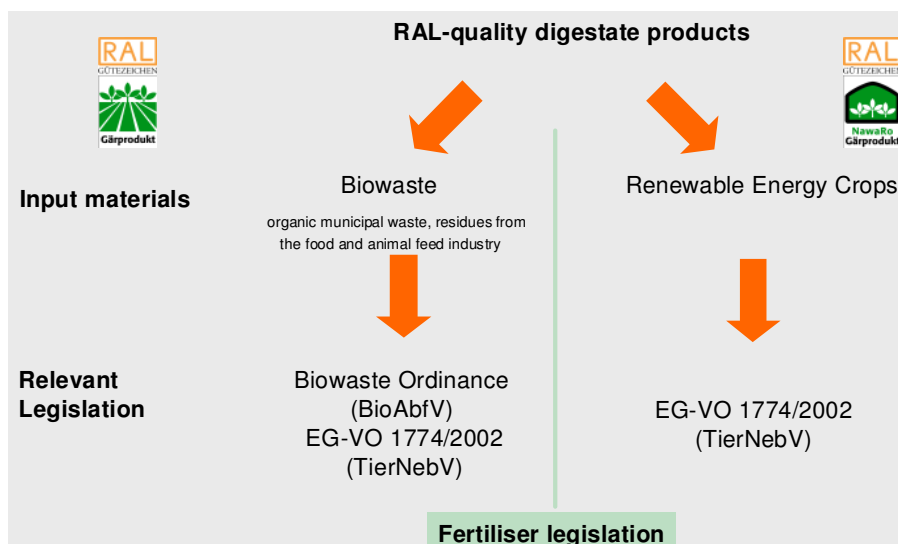 RAL-quality digestate products
RAL
GÜTEZEICHEN
Gärprodukt
RAL
GÜTEZEICHEN
NawaRo
Gärprodukt
Input materials
Biowaste
organic municipal waste, residues from
the food and animal feed industry
Renewable Energy Crops
Relevant
Legislation
Biowaste Ordinance
(BioAbfV)
EG-VO 1774/2002
(TierNebV)
EG-VO 1774/2002
(TierNebV)
Fertiliser legislation